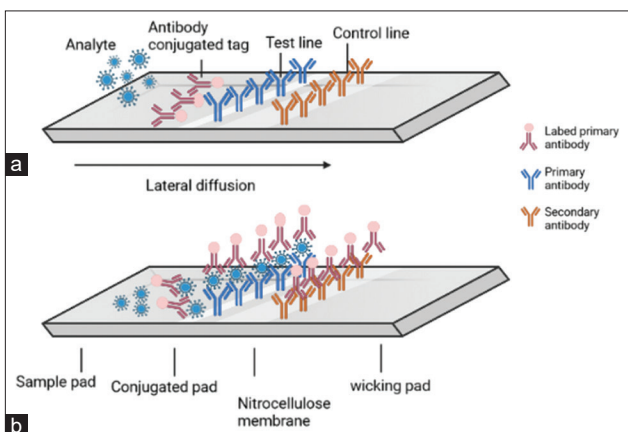 Analyte
Antibody
conjugated tag
Test line
Control line
a
Lateral diffusion
Labed primary
antibody
Primary
antibody
Secondary
antibody
Sample pad
Conjugated pad
Nitrocellulose
membrane
wicking pad
b